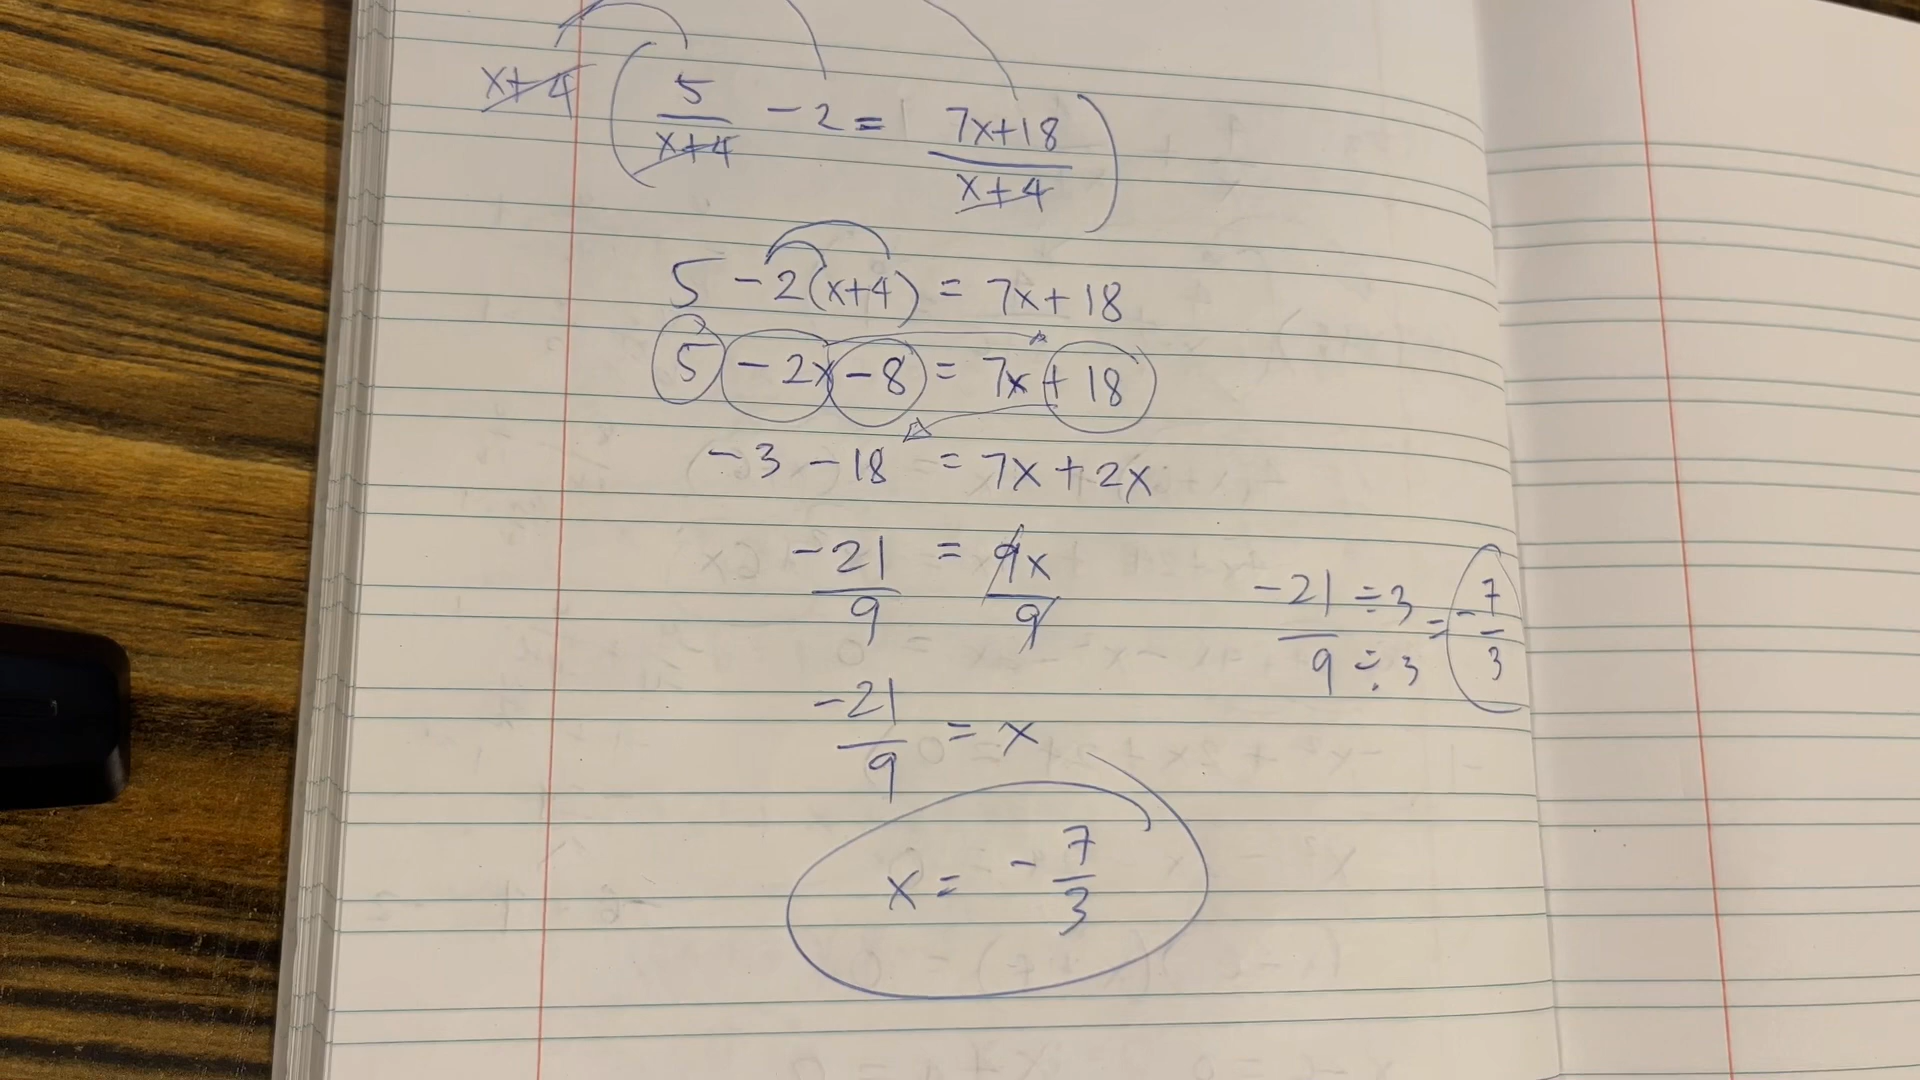 x+4 ( 5/(x+4) - 2 = (7x+18)/(x+4) )
5 - 2(x+4) = 7x + 18
5 - 2x - 8 = 7x + 18
-3 - 18 = 7x + 2x
-21/9 = 9x/9
-21÷3 / 9÷3 = -7/3
-21/9 = x
x = -7/3